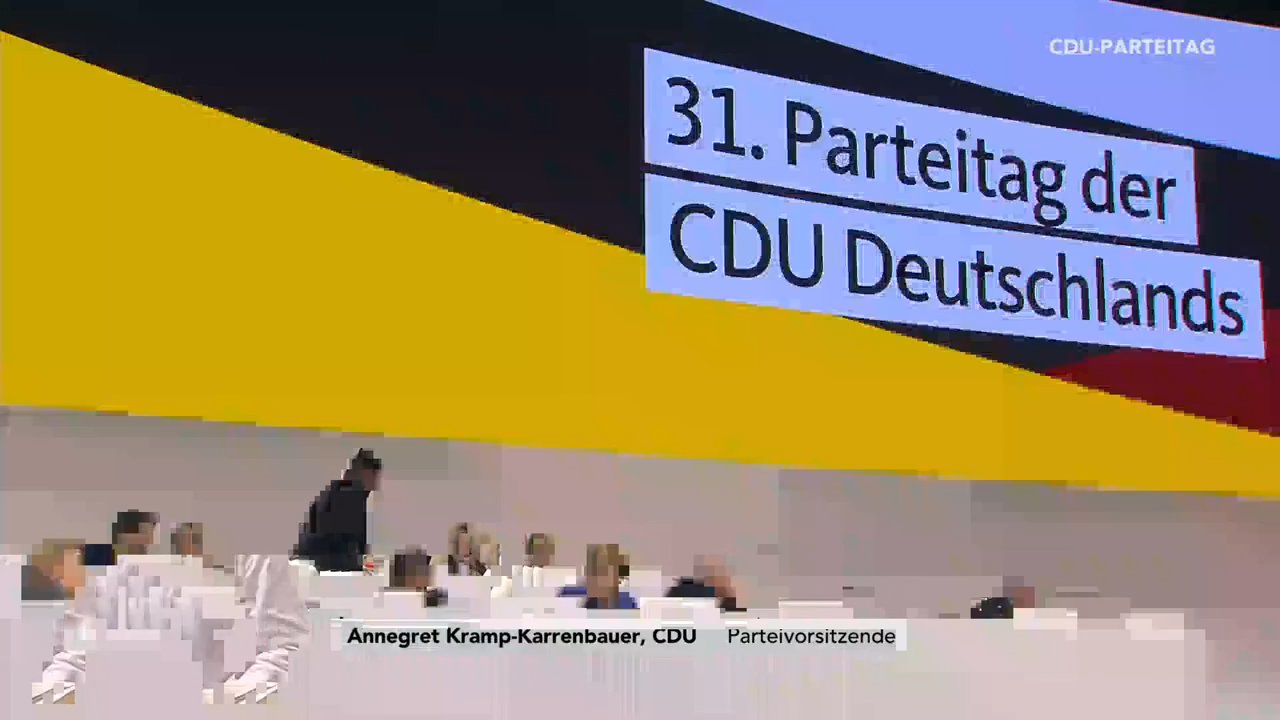 CDU-PARTEITAG
31. Parteitag der
CDU Deutschlands
Annegret Kramp-Karrenbauer, CDU Parteivorsitzende